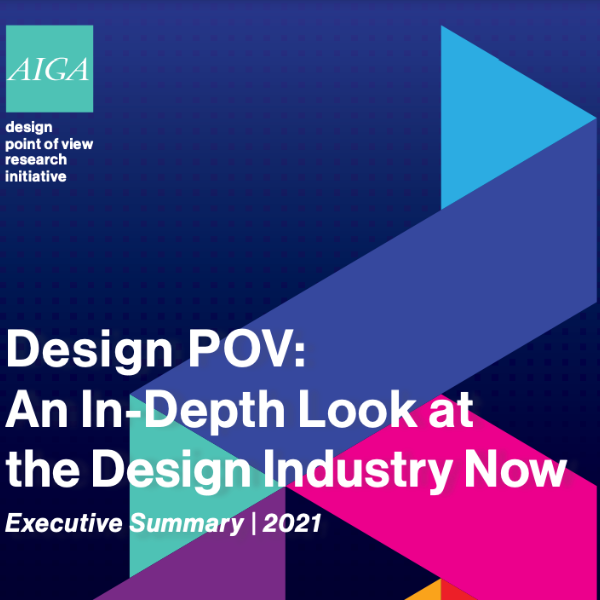 AIGA
design
point of view
research
initiative
Design POV:
An In-Depth Look at
the Design Industry Now
Executive Summary | 2021